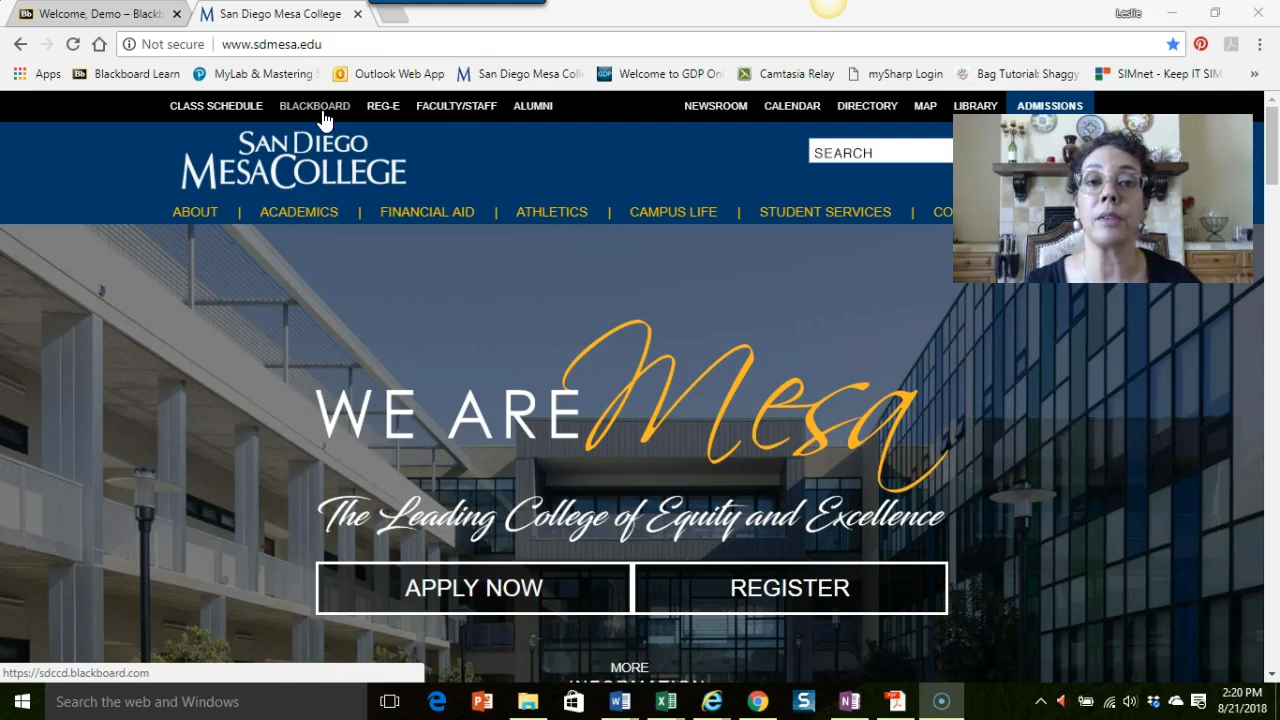 Welcome, Demo – Blackb
San Diego Mesa College
Leslie
Not secure
www.sdmesa.edu
Apps
Blackboard Learn
MyLab & Mastering
Outlook Web App
San Diego Mesa Coll
Welcome to GDP Onl
Camtasia Relay
mySharp Login
Bag Tutorial: Shaggy
SIMnet - Keep IT SIM
»
CLASS SCHEDULE
BLACKBOARD
REG-E
FACULTY/STAFF
ALUMNI
NEWSROOM
CALENDAR
DIRECTORY
MAP
LIBRARY
ADMISSIONS
SAN DIEGO
MESA COLLEGE
SEARCH
ABOUT | ACADEMICS | FINANCIAL AID | ATHLETICS | CAMPUS LIFE | STUDENT SERVICES | CO
WE ARE Mesa
The Leading College of Equity and Excellence
APPLY NOW
REGISTER
MORE
INFORMATION
https://sdccd.blackboard.com
Search the web and Windows
2:20 PM
8/21/2018